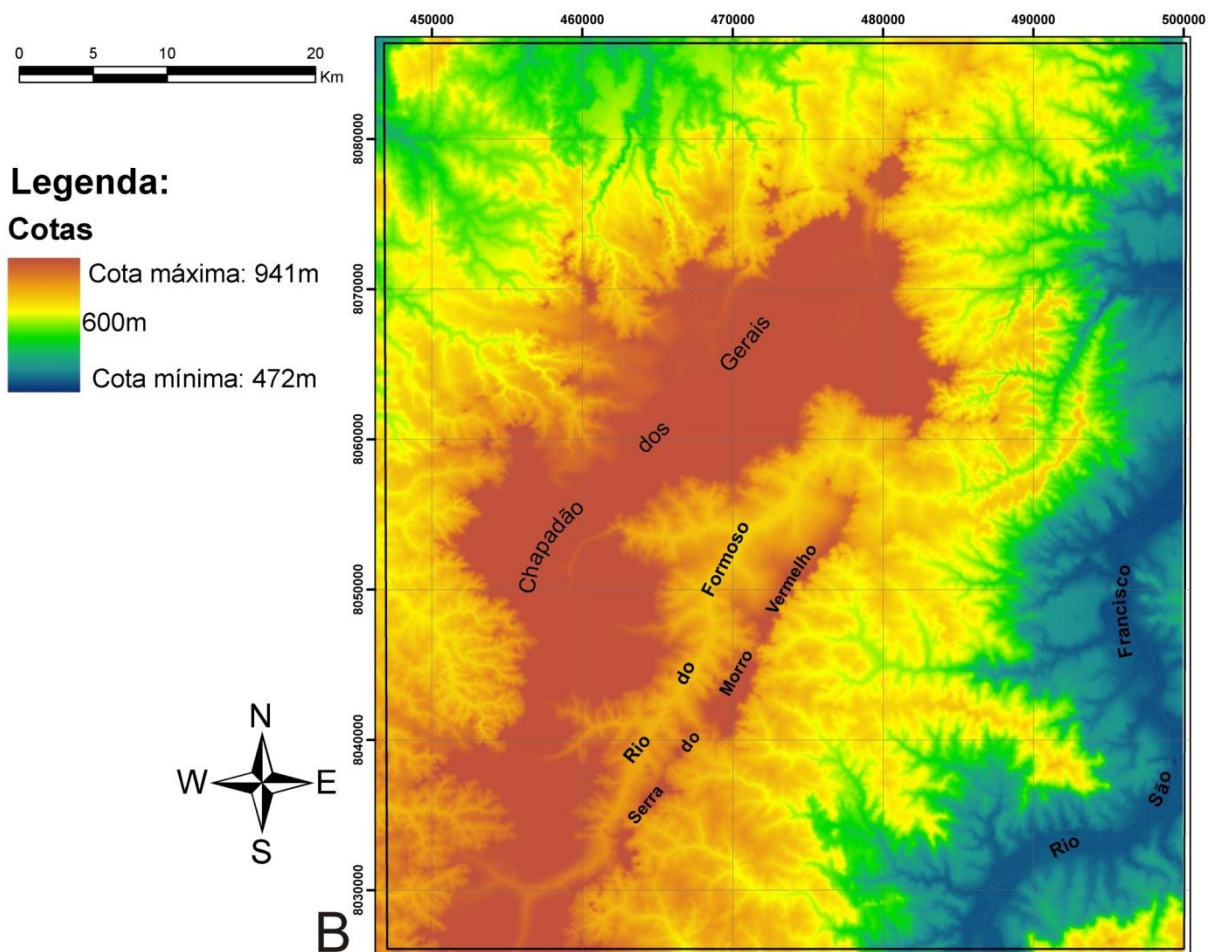 450000 460000 470000 480000 490000 500000
0 5 10 20
Km
Legenda:
Cotas
Cota máxima: 941m
600m
Cota mínima: 472m
8080000
8070000
8060000
8050000
8040000
8030000
Chapadão dos Gerais
Rio do Formoso
Serra do Morro Vermelho
Rio São Francisco
N
W E
S
B